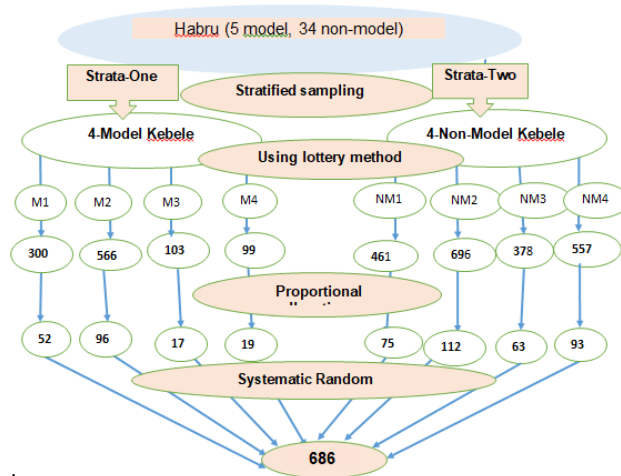 Habru (5 model, 34 non-model)
Strata-One
Strata-Two
Stratified sampling
4-Model Kebele
4-Non-Model Kebele
Using lottery method
M1 M2 M3 M4 NM1 NM2 NM3 NM4
300 566 103 99 461 696 378 557
Proportional
52 96 17 19 75 112 63 93
Systematic Random
686